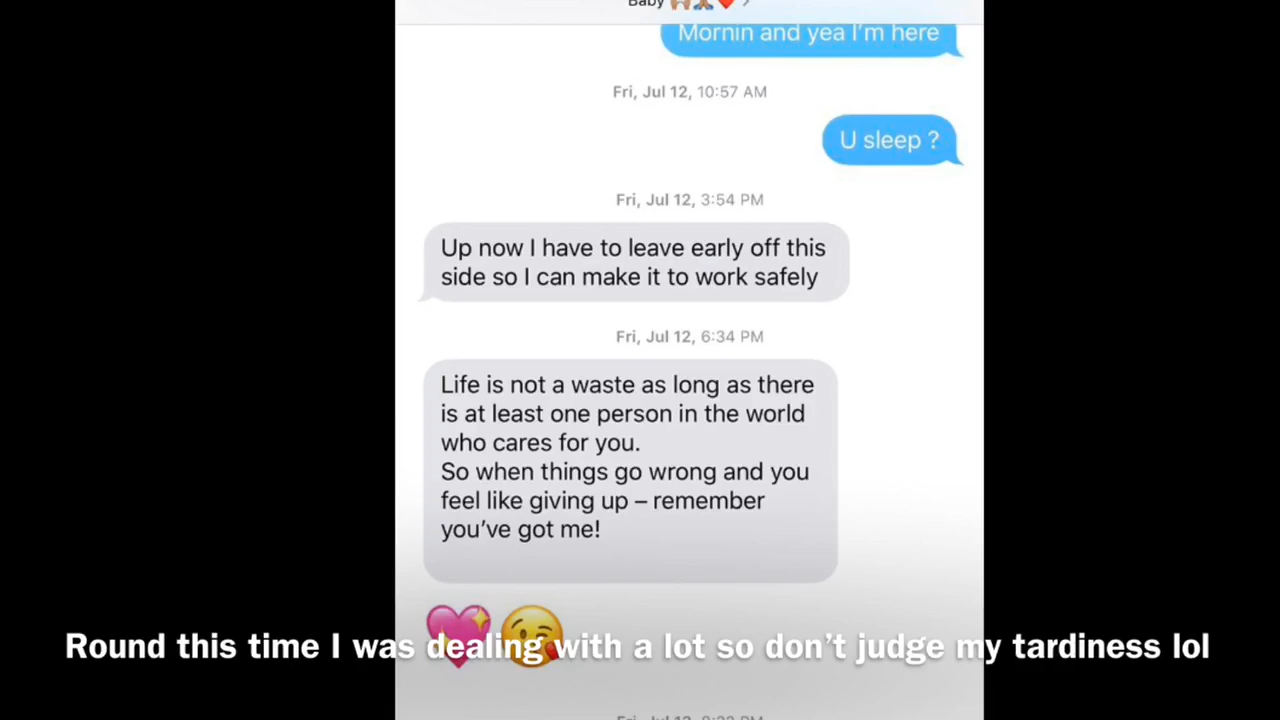 Baby
Mornin and yea I'm here
Fri, Jul 12, 10:57 AM
U sleep ?
Fri, Jul 12, 3:54 PM
Up now I have to leave early off this
side so I can make it to work safely
Fri, Jul 12, 6:34 PM
Life is not a waste as long as there
is at least one person in the world
who cares for you.
So when things go wrong and you
feel like giving up – remember
you've got me!
Round this time I was dealing with a lot so don't judge my tardiness lol
Fri, Jul 12,